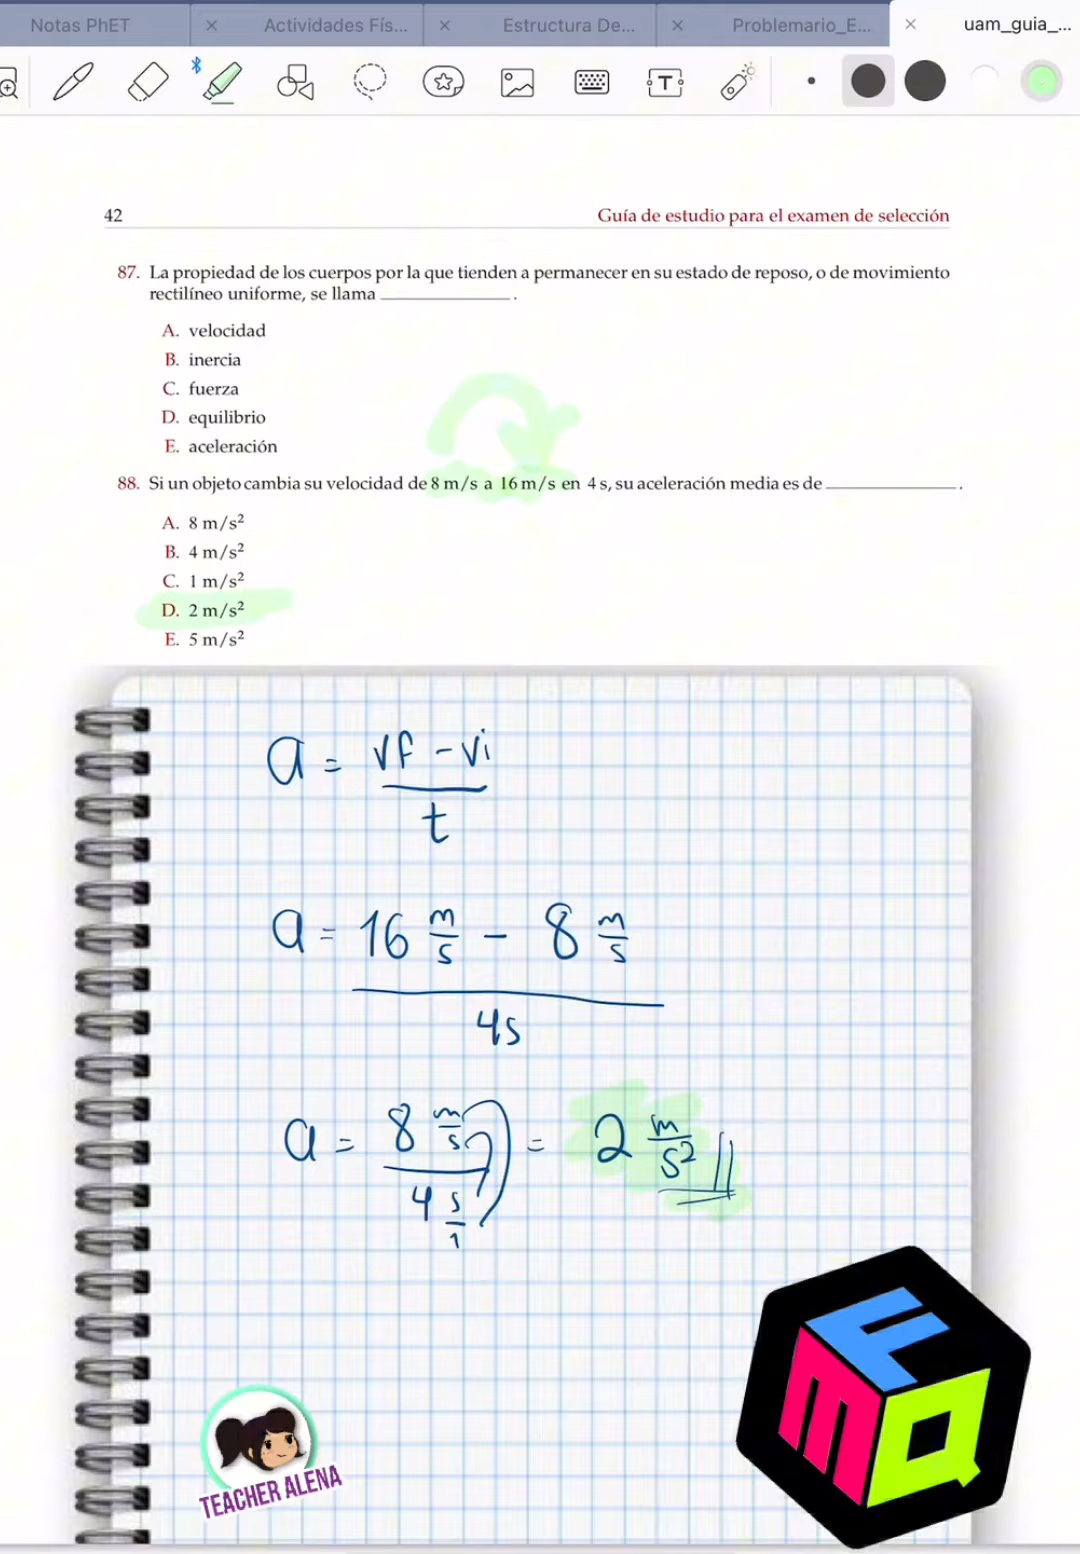 Notas PhET
Actividades Fís...
Estructura De...
Problemario_E...
uam_guia_...
T
42
Guía de estudio para el examen de selección
87. La propiedad de los cuerpos por la que tienden a permanecer en su estado de reposo, o de movimiento
rectilíneo uniforme, se llama ____________ .
A. velocidad
B. inercia
C. fuerza
D. equilibrio
E. aceleración
88. Si un objeto cambia su velocidad de 8 m/s a 16 m/s en 4 s, su aceleración media es de ____________ .
A. 8 m/s²
B. 4 m/s²
C. 1 m/s²
D. 2 m/s²
E. 5 m/s²
a = vf - vi
t
a = 16 m/s - 8 m/s
4s
a = 8 m/s = 2 m/s²
4 s/1
F
M Q
TEACHER ALENA